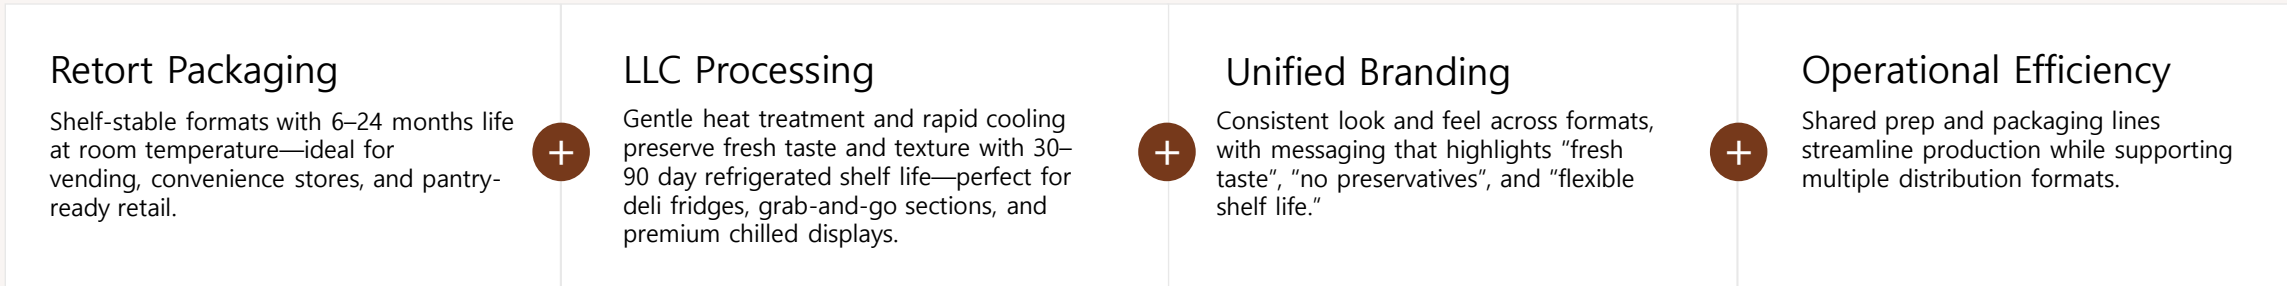 Retort Packaging
Shelf-stable formats with 6–24 months life
at room temperature—ideal for
vending, convenience stores, and pantry-
ready retail.
+
LLC Processing
Gentle heat treatment and rapid cooling
preserve fresh taste and texture with 30–
90 day refrigerated shelf life—perfect for
deli fridges, grab-and-go sections, and
premium chilled displays.
+
Unified Branding
Consistent look and feel across formats,
with messaging that highlights “fresh
taste”, “no preservatives”, and “flexible
shelf life.”
+
Operational Efficiency
Shared prep and packaging lines
streamline production while supporting
multiple distribution formats.